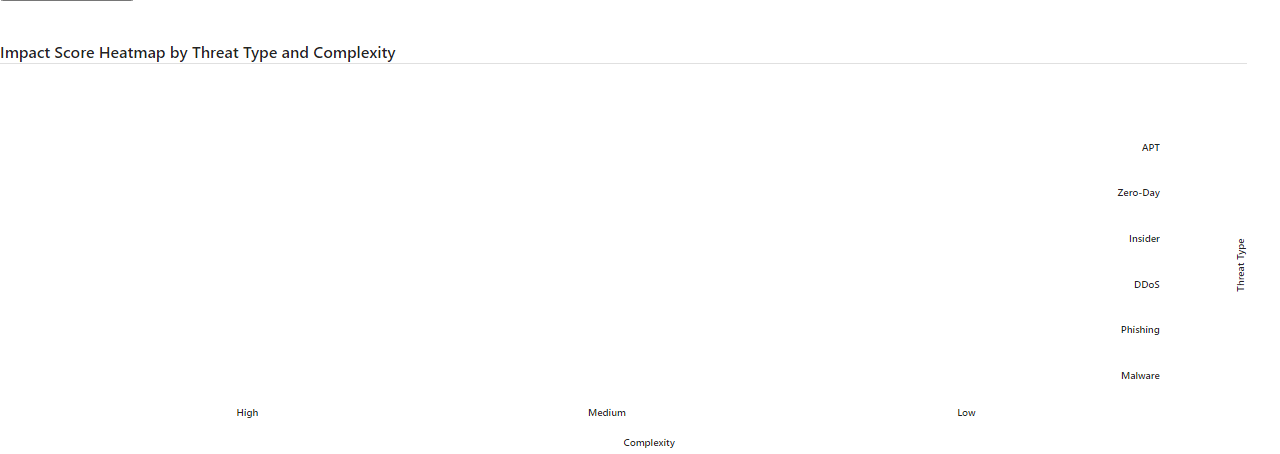 Impact Score Heatmap by Threat Type and Complexity
APT
Zero-Day
Insider
DDoS
Phishing
Malware
Threat Type
High Medium Low
Complexity